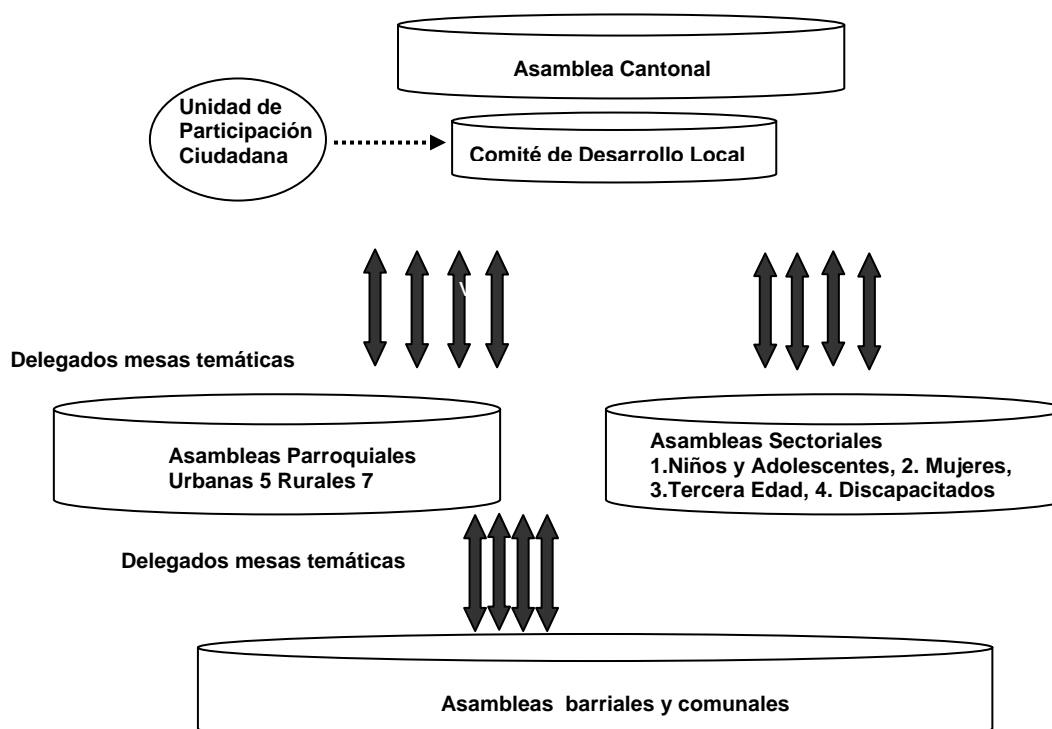 Asamblea Cantonal
Unidad de
Participación
Ciudadana
Comité de Desarrollo Local
\
Delegados mesas temáticas
Asambleas Parroquiales
Urbanas 5 Rurales 7
Asambleas Sectoriales
1.Niños y Adolescentes, 2. Mujeres,
3.Tercera Edad, 4. Discapacitados
Delegados mesas temáticas
Asambleas barriales y comunales